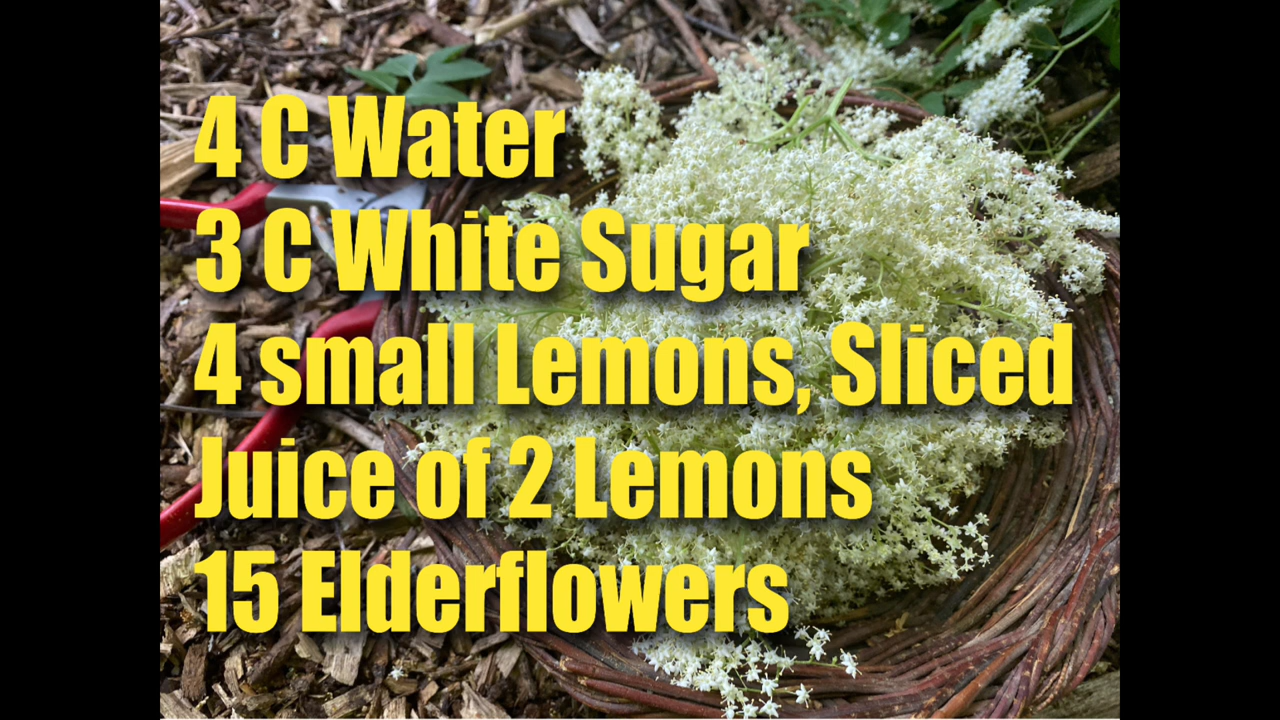 4 C Water
3 C White Sugar
4 small Lemons, Sliced
Juice of 2 Lemons
15 Elderflowers